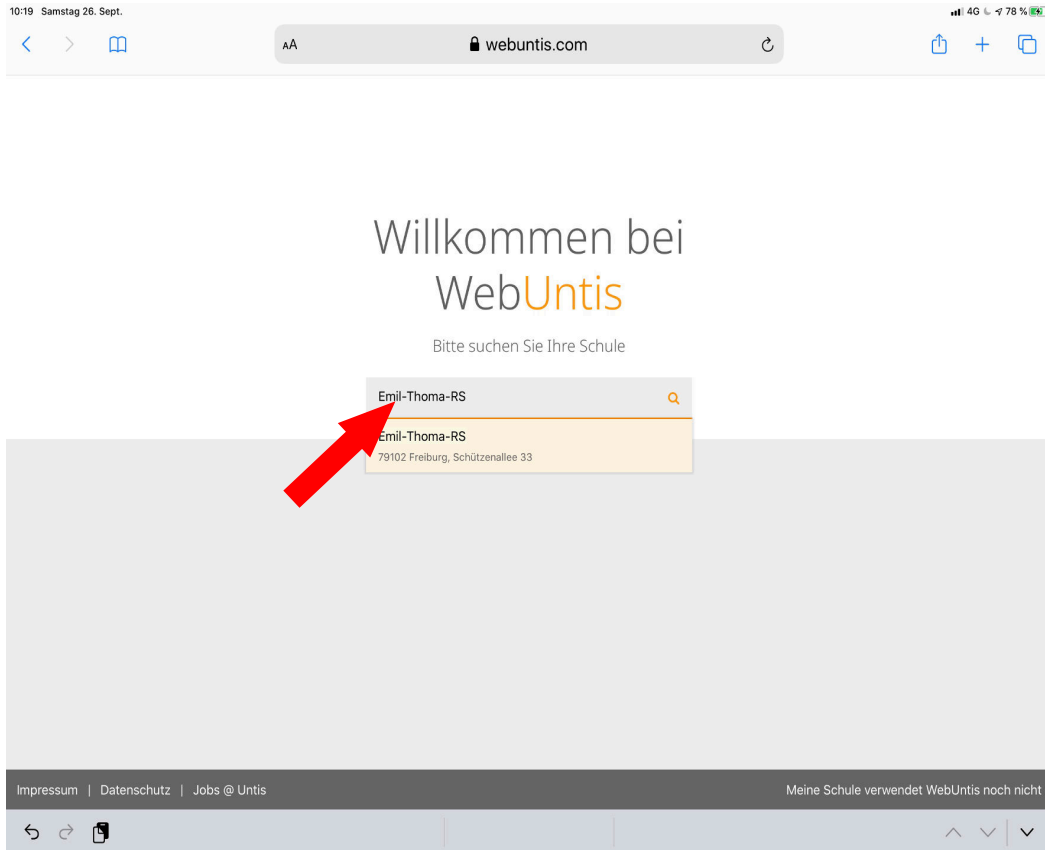 10:19 Samstag 26. Sept.
4G 78 %
AA
webuntis.com
Willkommen bei
WebUntis
Bitte suchen Sie Ihre Schule
Emil-Thoma-RS
Emil-Thoma-RS
79102 Freiburg, Schützenallee 33
Impressum | Datenschutz | Jobs @ Untis
Meine Schule verwendet WebUntis noch nicht